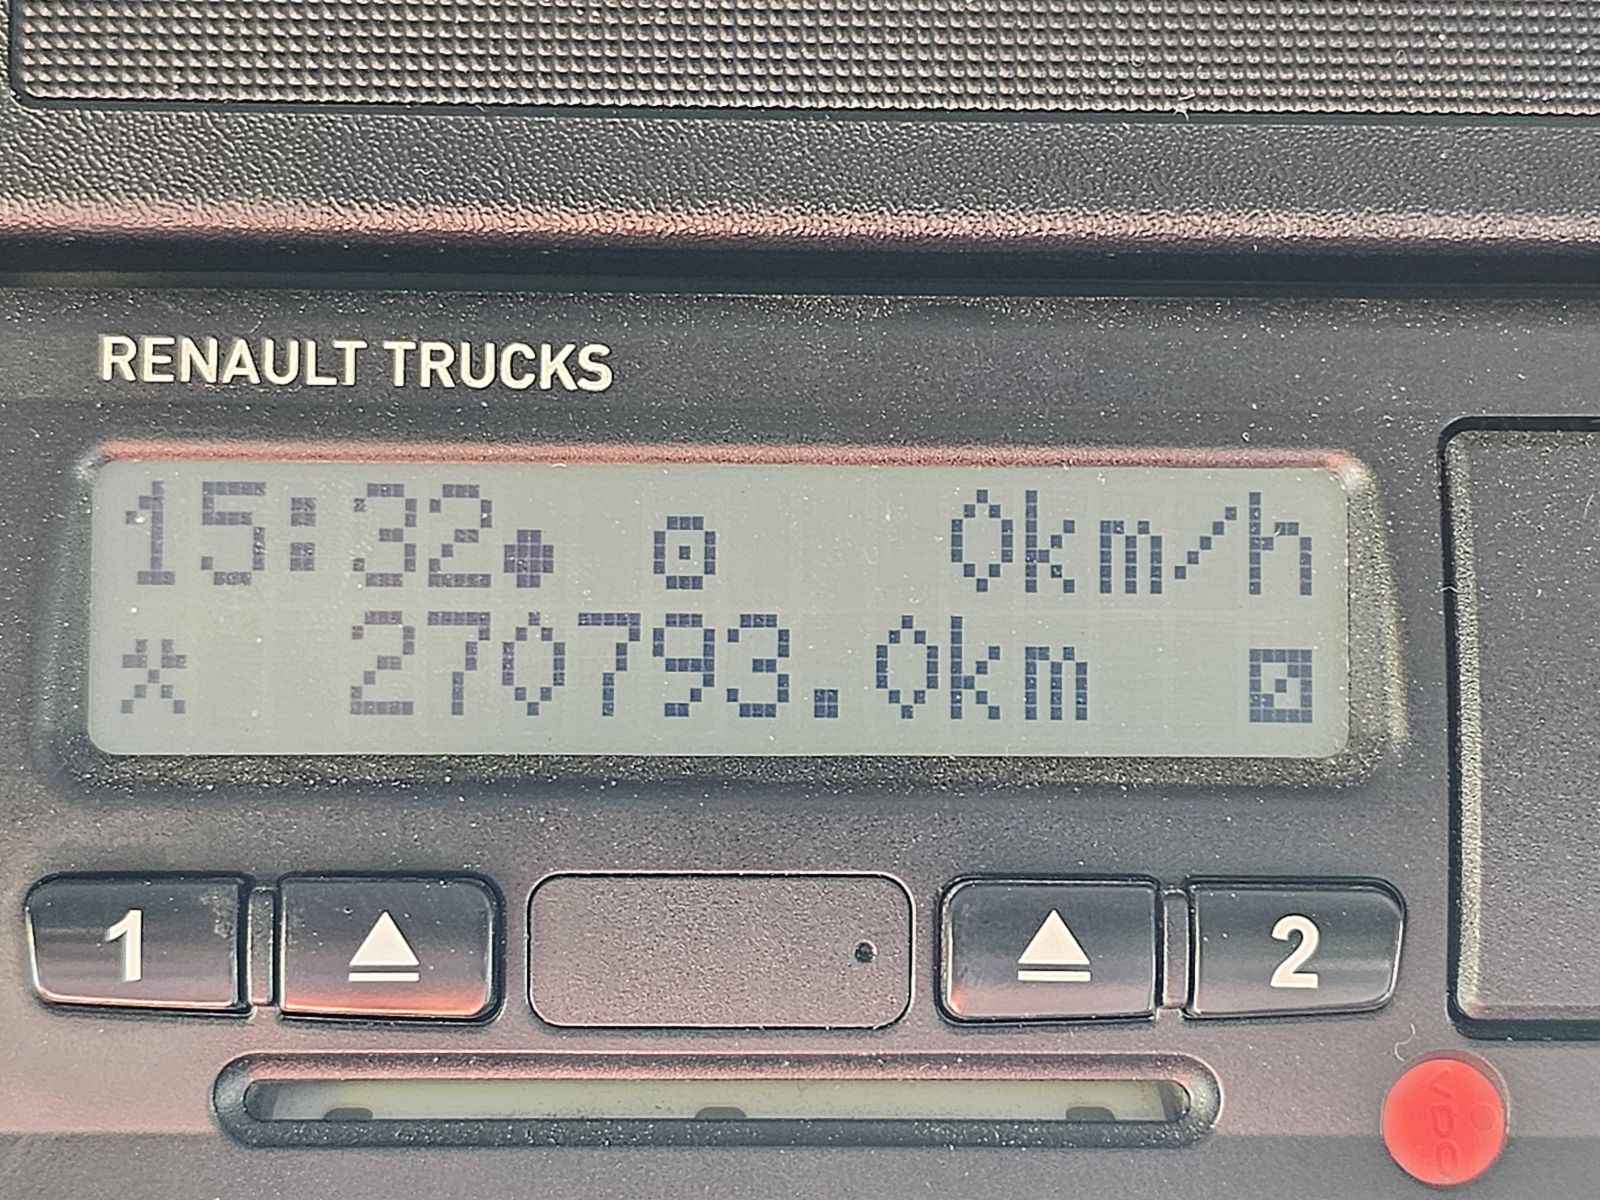 RENAULT TRUCKS
15:32 0km/h
270793.0km
1 2
VDO